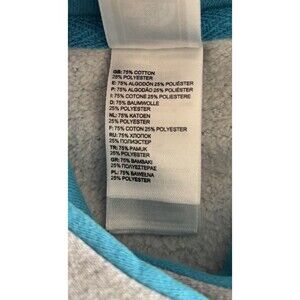 GB: 75% COTTON
25% POLYESTER
E: 75% ALGODÓN 25% POLIÉSTER
P: 75% ALGODÃO 25% POLIÉSTER
I: 75% COTONE 25% POLIESTERE
D: 75% BAUMWOLLE
25% POLYESTER
NL: 75% KATOEN
25% POLYESTER
F: 75% COTON 25% POLYESTER
RU: 75% ХЛОПОК
25% ПОЛИЭСТЕР
TR: 75% PAMUK
25% POLYESTER
GR: 75% ΒΑΜΒΑΚΙ
25% ΠΟΛΥΕΣΤΕΡΑΣ
PL: 75% BAWEŁNA
25% POLYESTER